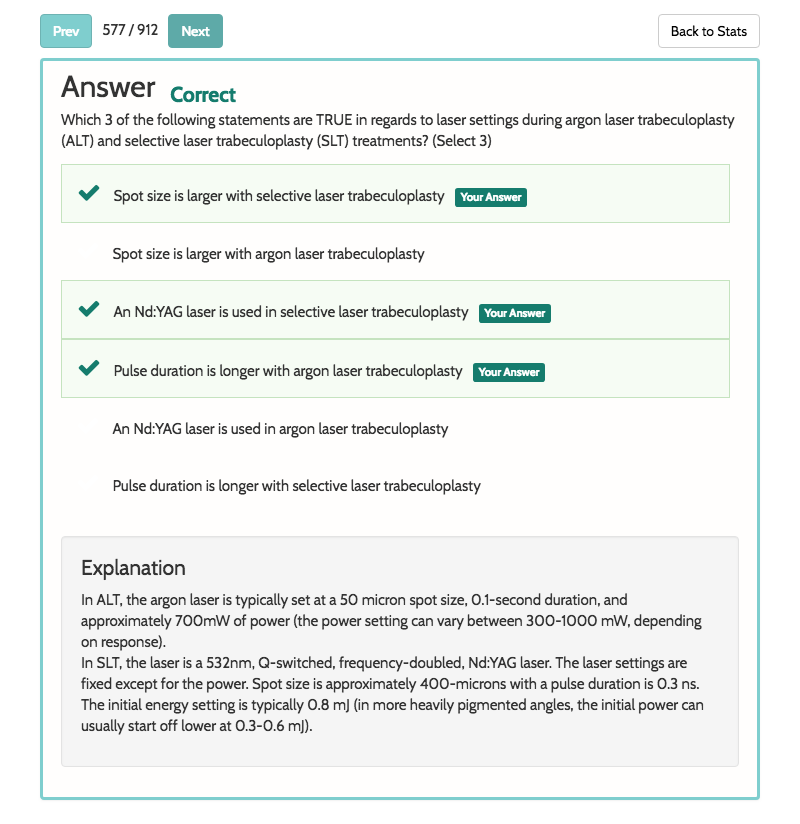 Prev 577 / 912 Next Back to Stats
Answer Correct
Which 3 of the following statements are TRUE in regards to laser settings during argon laser trabeculoplasty
(ALT) and selective laser trabeculoplasty (SLT) treatments? (Select 3)
Spot size is larger with selective laser trabeculoplasty Your Answer
Spot size is larger with argon laser trabeculoplasty
An Nd:YAG laser is used in selective laser trabeculoplasty Your Answer
Pulse duration is longer with argon laser trabeculoplasty Your Answer
An Nd:YAG laser is used in argon laser trabeculoplasty
Pulse duration is longer with selective laser trabeculoplasty
Explanation
In ALT, the argon laser is typically set at a 50 micron spot size, 0.1-second duration, and
approximately 700mW of power (the power setting can vary between 300-1000 mW, depending
on response).
In SLT, the laser is a 532nm, Q-switched, frequency-doubled, Nd:YAG laser. The laser settings are
fixed except for the power. Spot size is approximately 400-microns with a pulse duration is 0.3 ns.
The initial energy setting is typically 0.8 mJ (in more heavily pigmented angles, the initial power can
usually start off lower at 0.3-0.6 mJ).